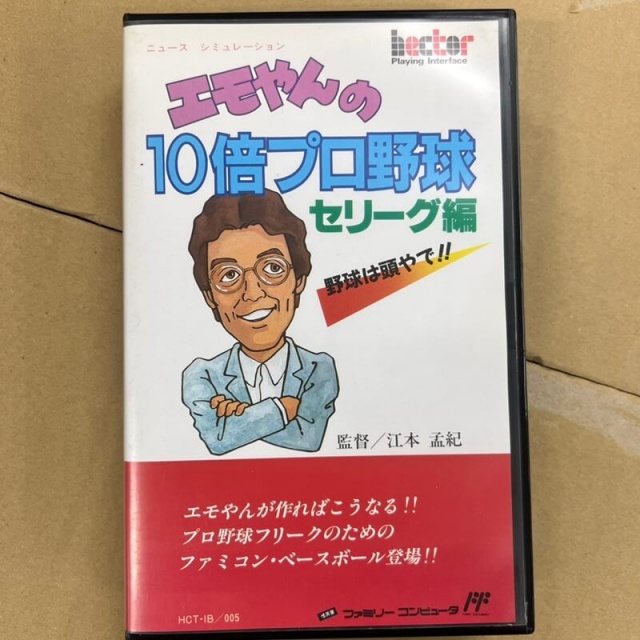 ニュース シミュレーション
hector
Playing Interface
エモやんの
10倍プロ野球
セリーグ編
野球は頭やで!!
監督／江本 孟紀
エモやんが作ればこうなる!!
プロ野球フリークのための
ファミコン・ベースボール登場!!
HCT-IB／005
ファミリー コンピュータ